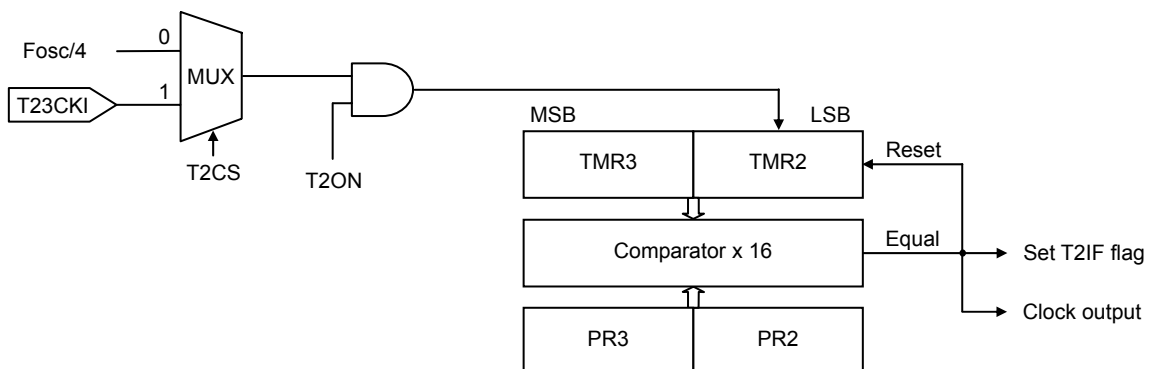 Fosc/4
0
MUX
T23CKI
1
T2CS
T2ON
MSB
LSB
TMR3
TMR2
Reset
Comparator x 16
Equal
Set T2IF flag
Clock output
PR3
PR2